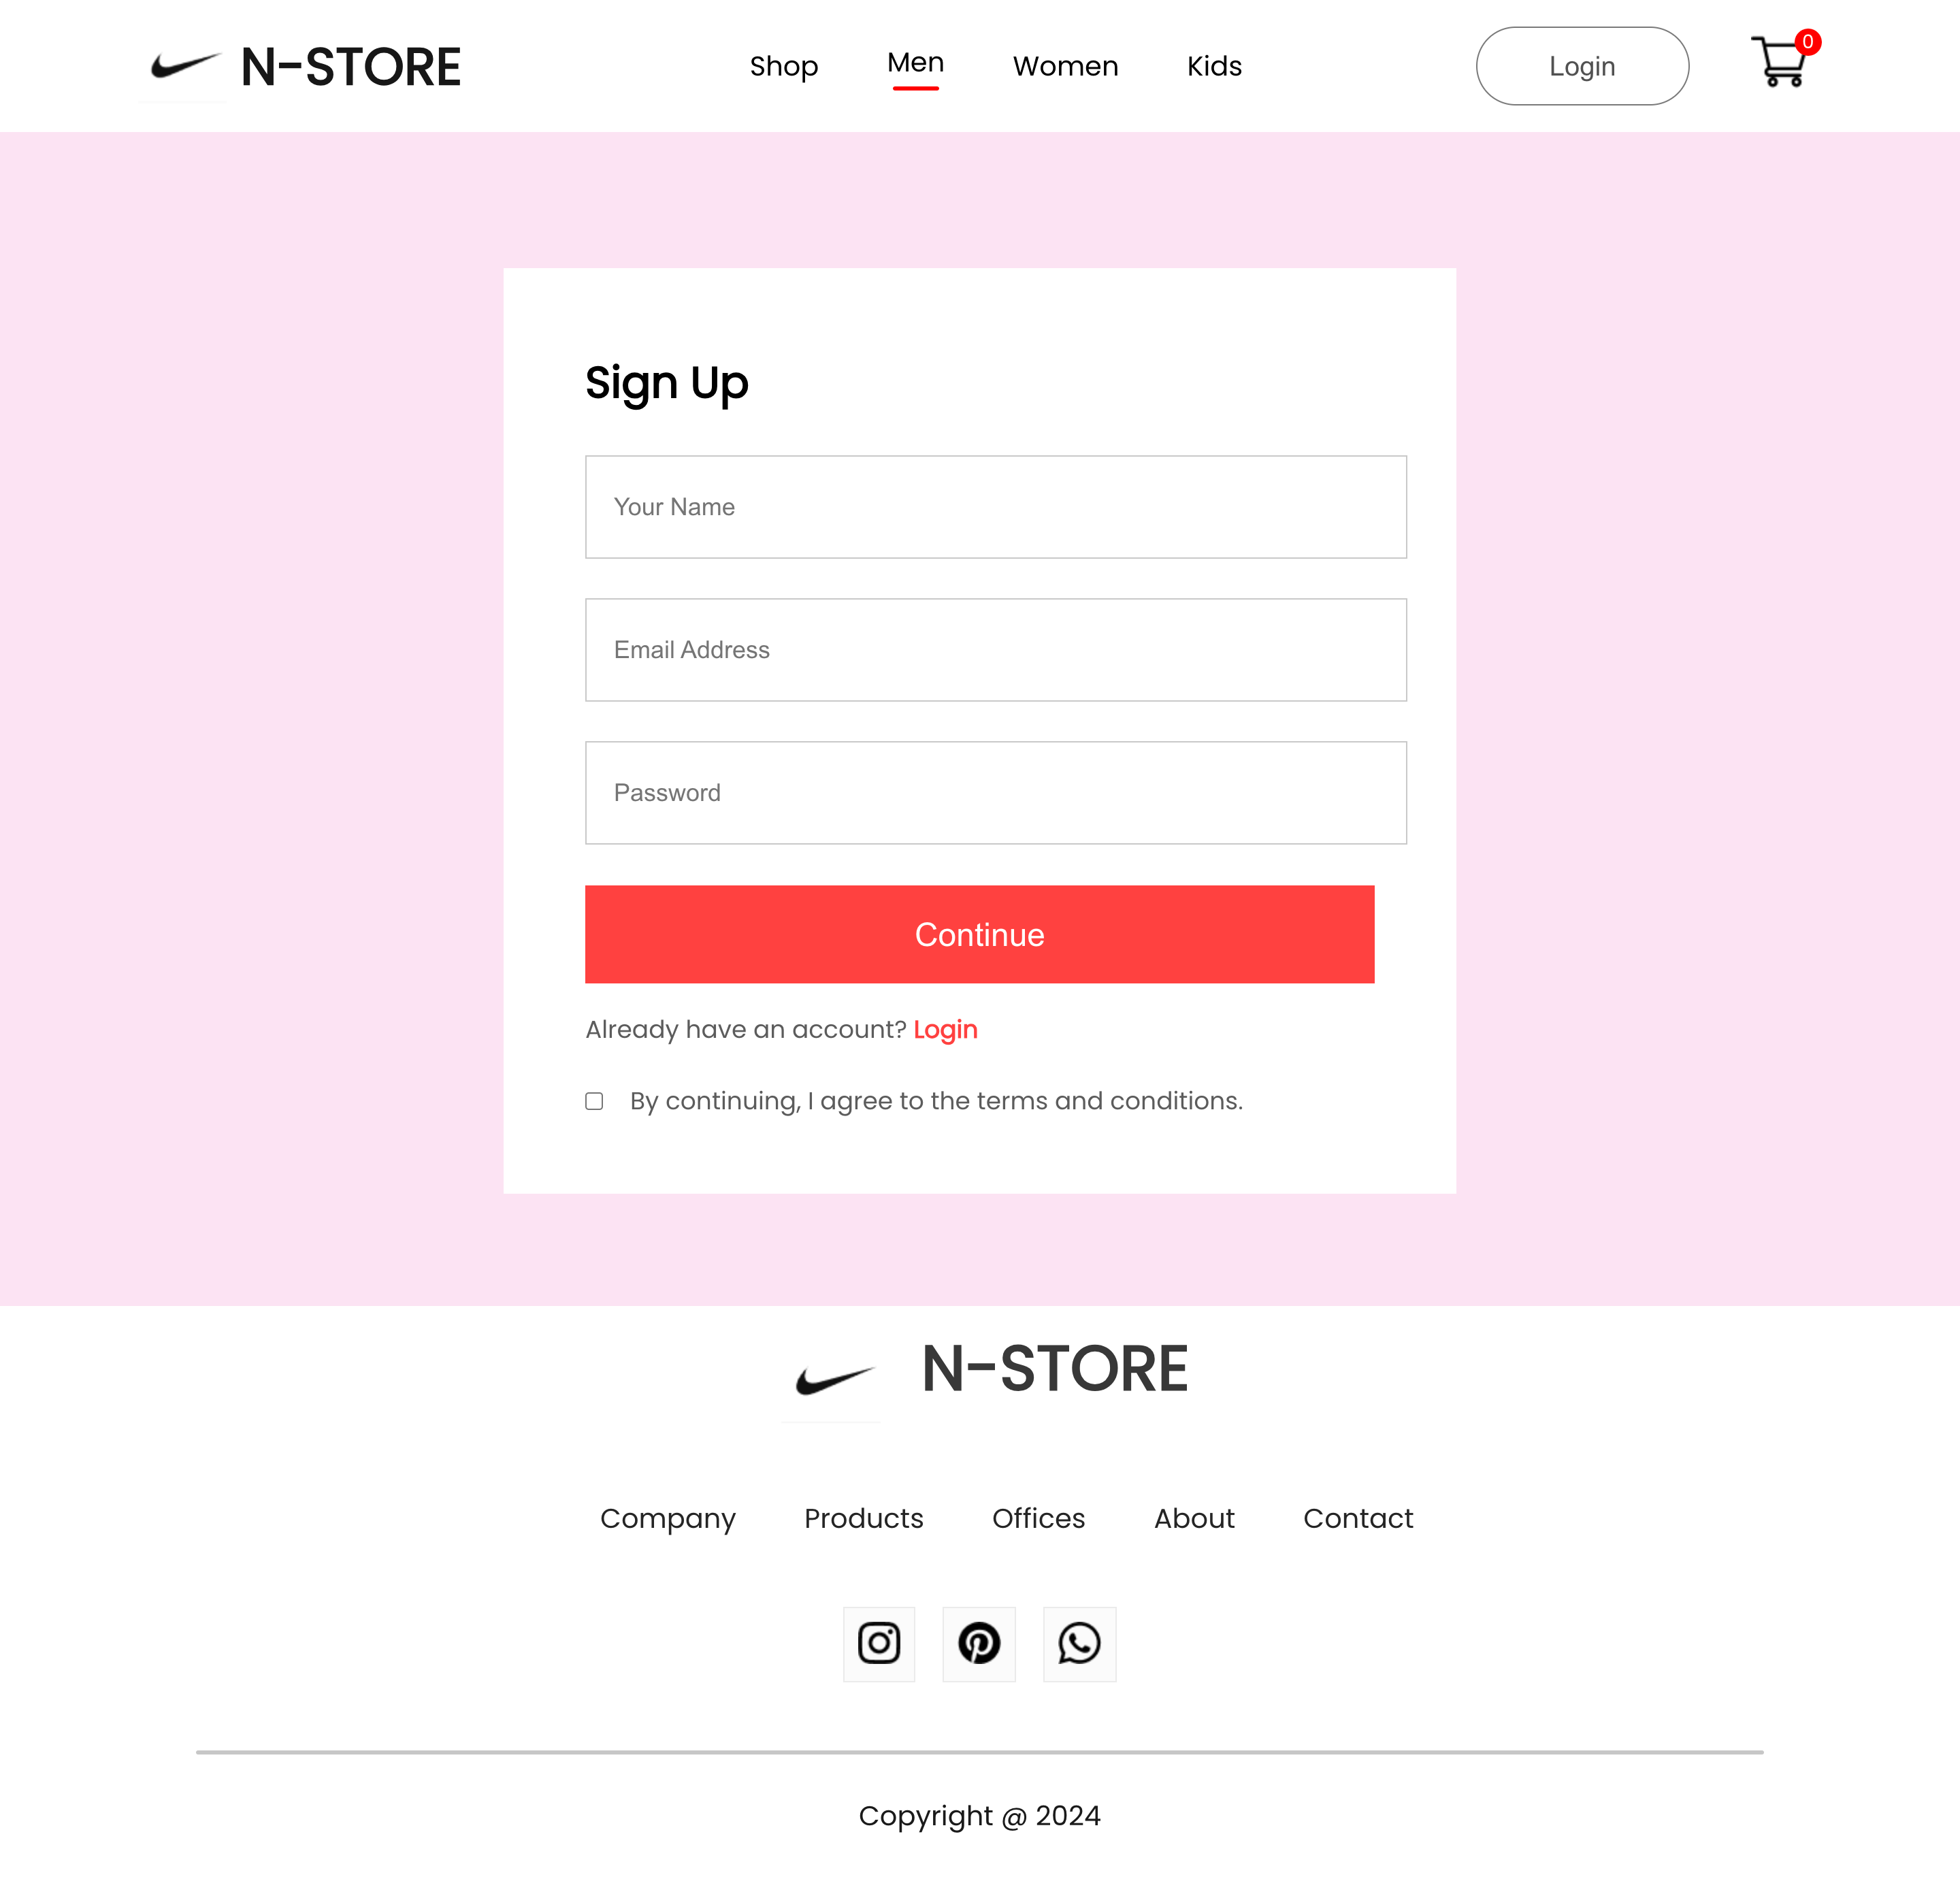 N-STORE
Shop Men Women Kids
Login
0
Sign Up
Your Name
Email Address
Password
Continue
Already have an account? Login
By continuing, I agree to the terms and conditions.
N-STORE
Company Products Offices About Contact
Copyright @ 2024